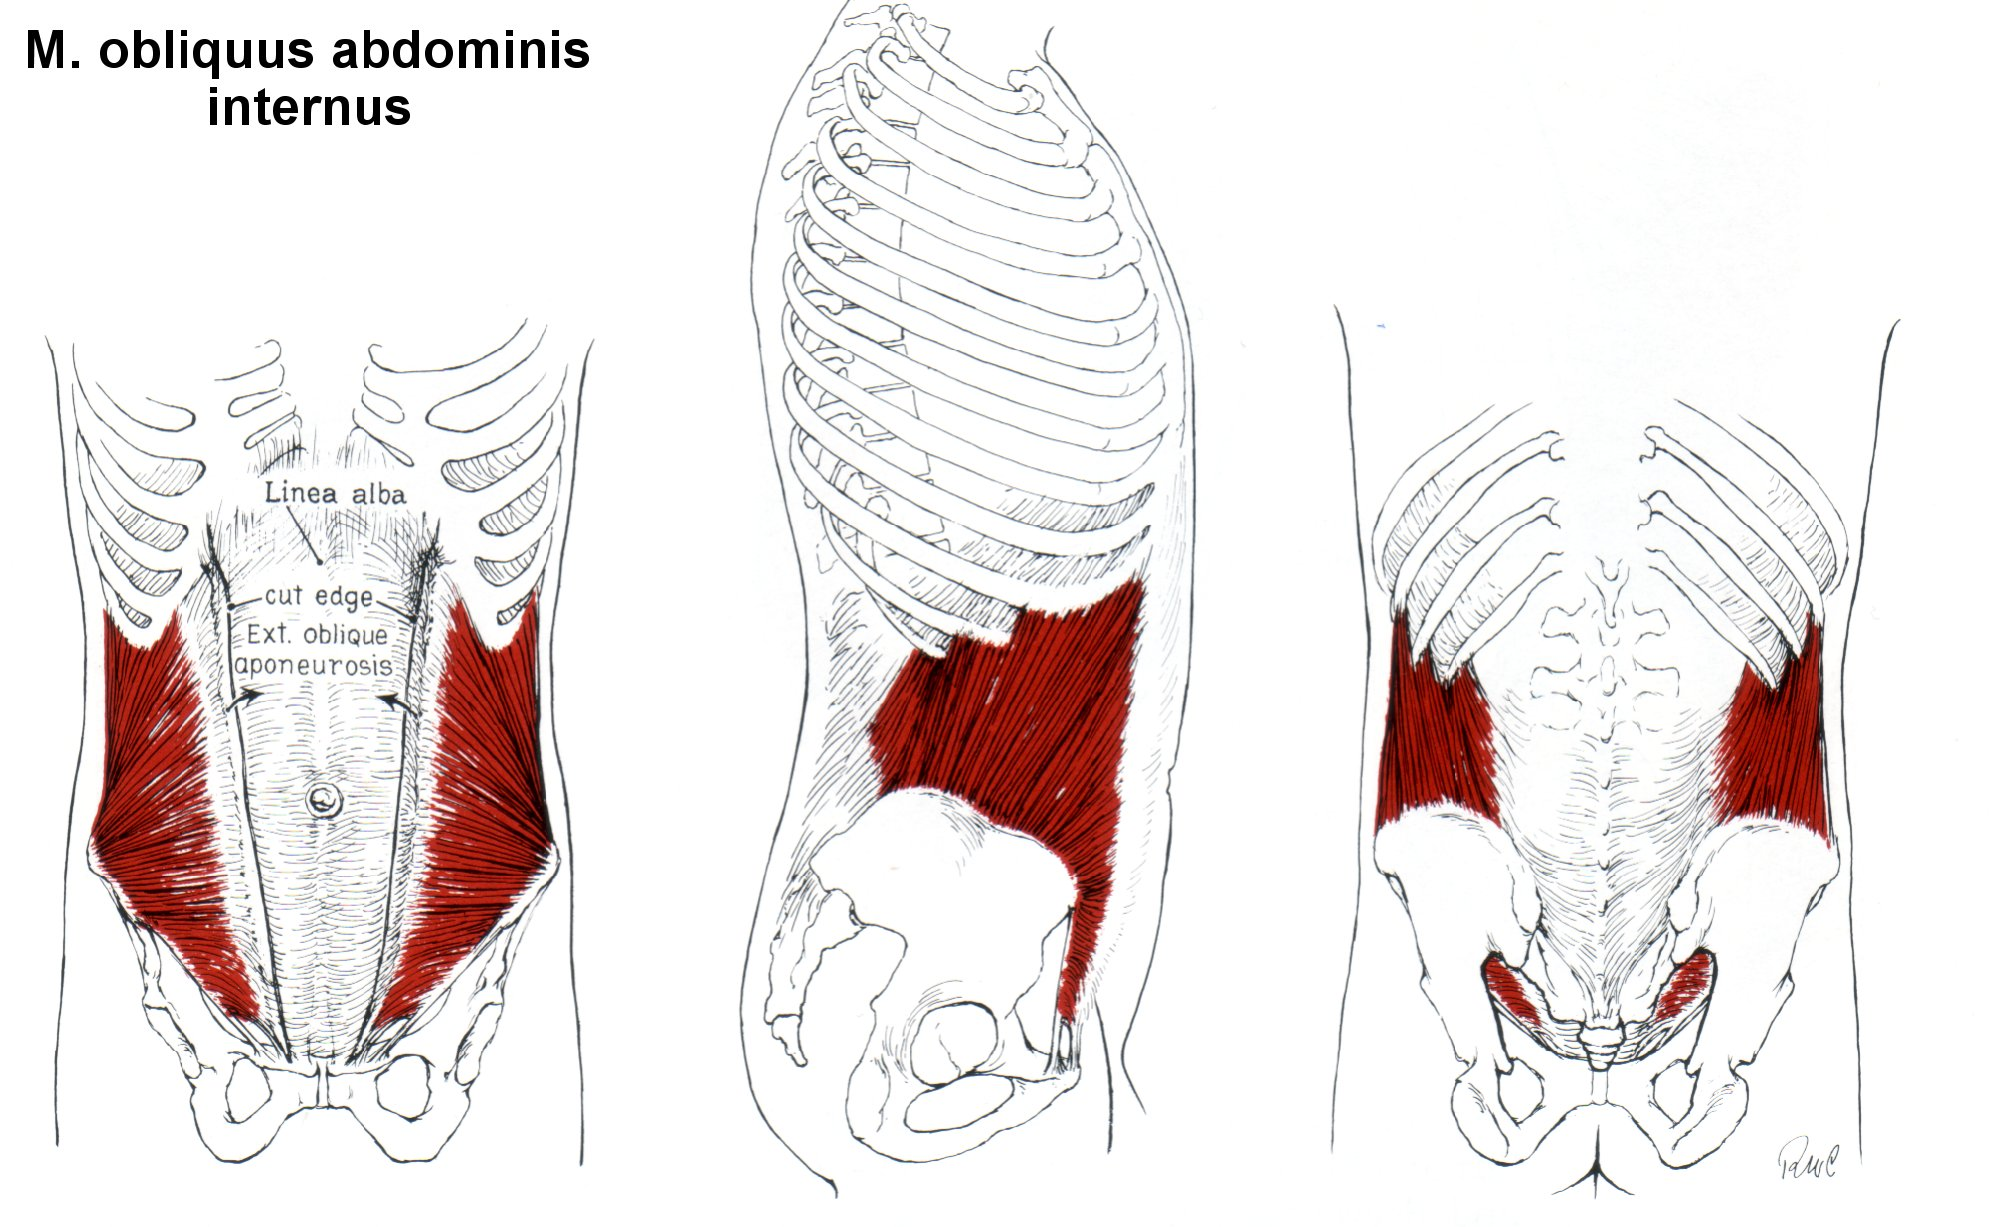 M. obliquus abdominis
internus
Linea alba
cut edge
Ext. oblique
aponeurosis